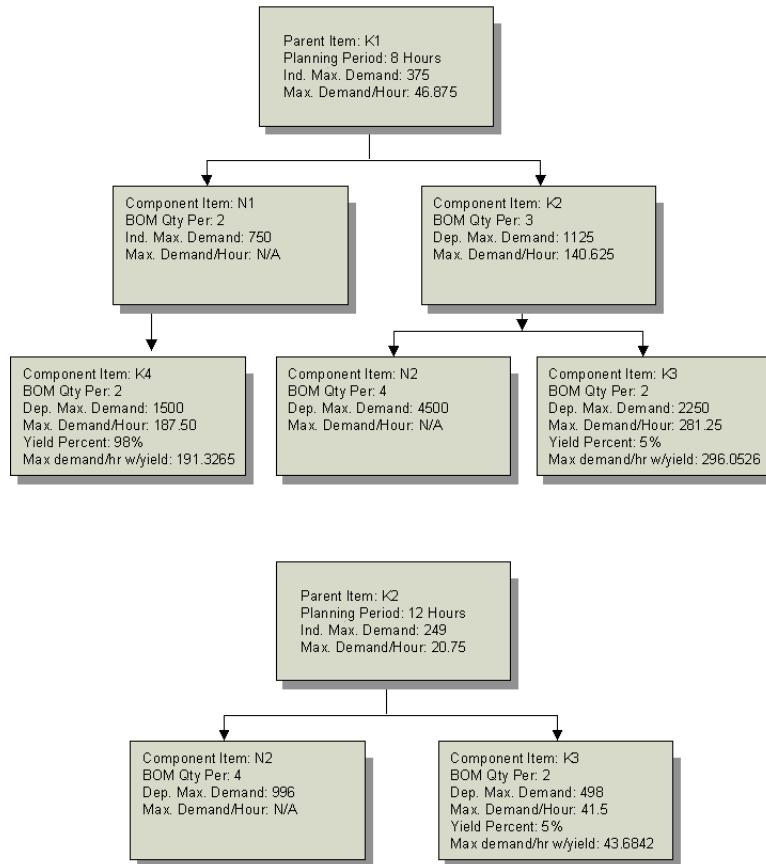 Parent Item: K1
Planning Period: 8 Hours
Ind. Max. Demand: 375
Max. Demand/Hour: 46.875
Component Item: N1
BOM Qty Per: 2
Ind. Max. Demand: 750
Max. Demand/Hour: N/A
Component Item: K2
BOM Qty Per: 3
Dep. Max. Demand: 1125
Max. Demand/Hour: 140.625
Component Item: K4
BOM Qty Per: 2
Dep. Max. Demand: 1500
Max. Demand/Hour: 187.50
Yield Percent: 98%
Max demand/hr w/yield: 191.3265
Component Item: N2
BOM Qty Per: 4
Dep. Max. Demand: 4500
Max. Demand/Hour: N/A
Component Item: K3
BOM Qty Per: 2
Dep. Max. Demand: 2250
Max. Demand/Hour: 281.25
Yield Percent: 5%
Max demand/hr w/yield: 296.0526
Parent Item: K2
Planning Period: 12 Hours
Ind. Max. Demand: 249
Max. Demand/Hour: 20.75
Component Item: N2
BOM Qty Per: 4
Dep. Max. Demand: 996
Max. Demand/Hour: N/A
Component Item: K3
BOM Qty Per: 2
Dep. Max. Demand: 498
Max. Demand/Hour: 41.5
Yield Percent: 5%
Max demand/hr w/yield: 43.6842